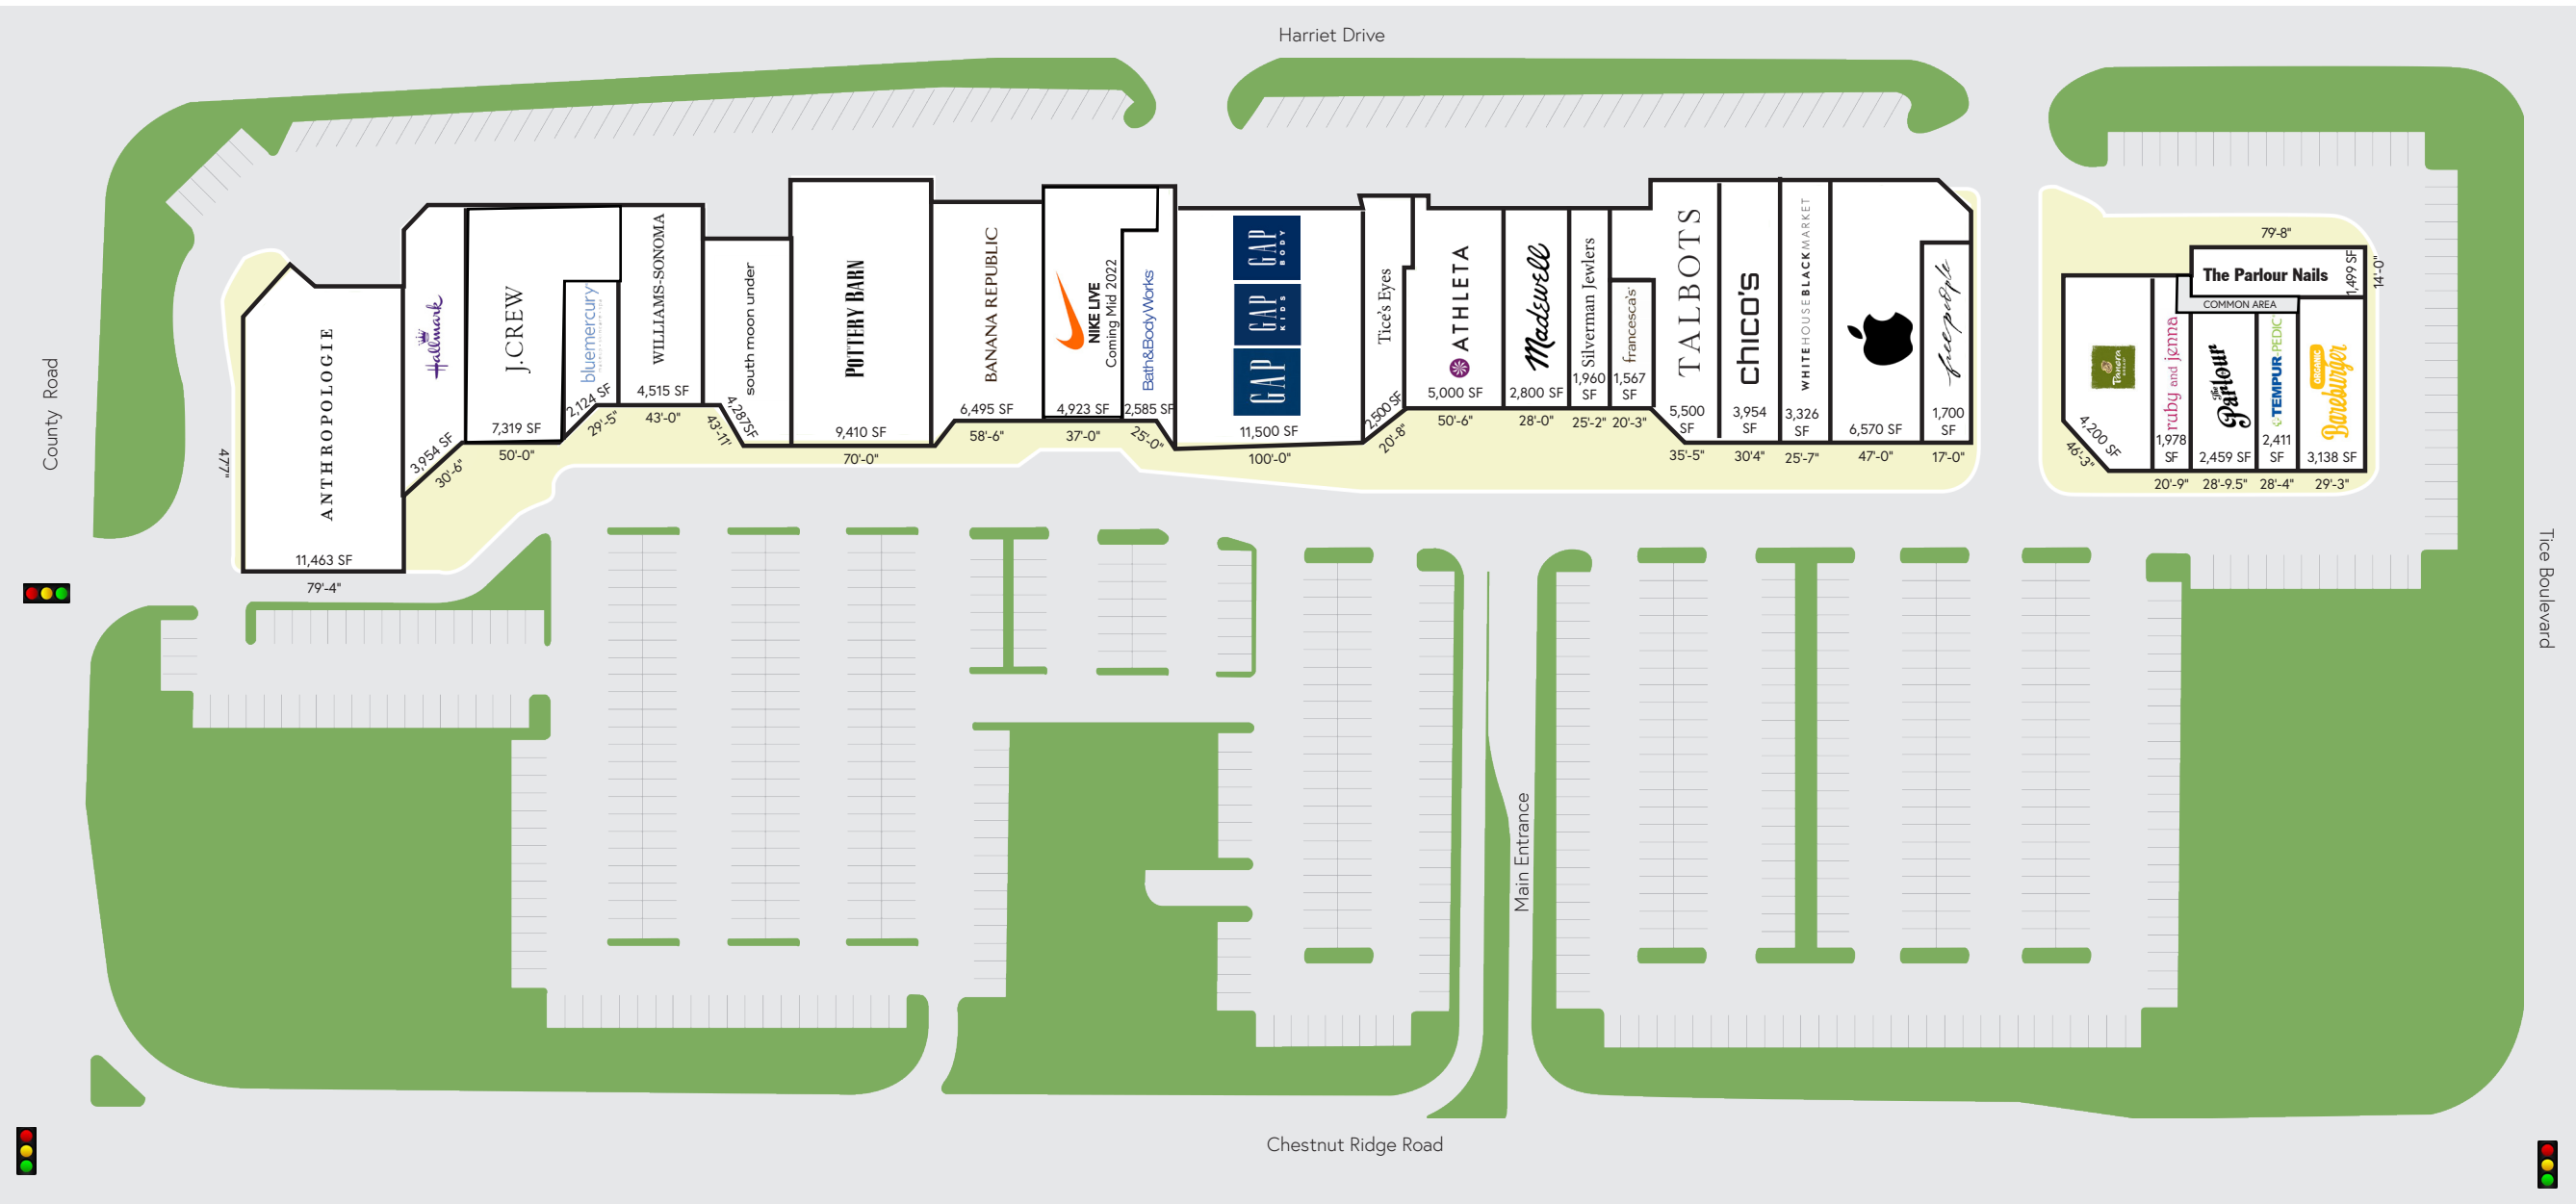 Harriet Drive
County Road
Tice Boulevard
Main Entrance
Chestnut Ridge Road
ANTHROPOLOGIE
11,463 SF
79'-4"
47'7"
Hallmark
3,954 SF
30'-6"
J.CREW
7,319 SF
50'-0"
bluemercury
2,124 SF
29'-5"
WILLIAMS-SONOMA
4,515 SF
43'-0"
south moon under
4,287SF
43'-11"
POTTERY BARN
9,410 SF
70'-0"
BANANA REPUBLIC
6,495 SF
58'-6"
NIKE LIVE
Coming Mid 2022
4,923 SF
37'-0"
Bath&BodyWorks
2,585 SF
25'-0"
GAP BODY
GAP KIDS
GAP
11,500 SF
100'-0"
Tice's Eyes
2,500 SF
20'-8"
ATHLETA
5,000 SF
50'-6"
Madewell
2,800 SF
28'-0"
Silverman Jewlers
1,960
SF
25'-2"
francesca's
1,567
SF
20'-3"
TALBOTS
5,500
SF
35'-5"
chico's
3,954
SF
30'4"
WHITEHOUSEBLACKMARKET
3,326
SF
25'-7"
6,570 SF
47'-0"
freepeople
1,700
SF
17'-0"
79'-8"
The Parlour Nails
1,499 SF
14'-0"
COMMON AREA
Panera
4,200 SF
46'-3"
ruby and jenna
1,978
SF
20'-9"
The
Parlour
2,459 SF
28'-9.5"
TEMPUR-PEDIC
2,411
SF
28'-4"
ORGANIC
Bareburger
3,138 SF
29'-3"